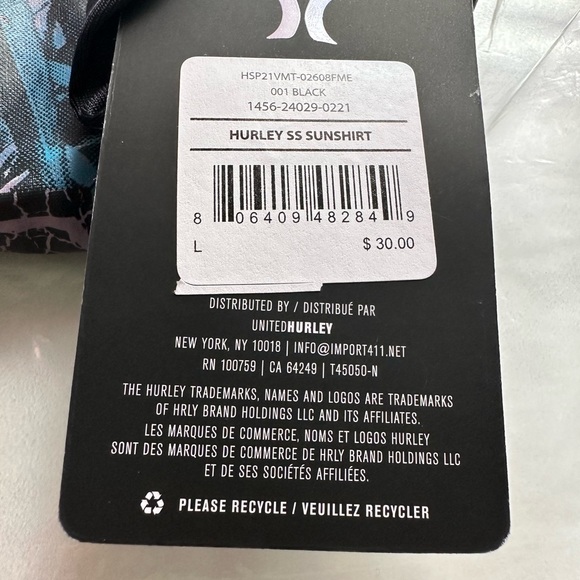 HSP21VMT-02608FME
001 BLACK
1456-24029-0221
HURLEY SS SUNSHIRT
8 06409 48284 9
L $ 30.00
DISTRIBUTED BY / DISTRIBUÉ PAR
UNITEDHURLEY
NEW YORK, NY 10018 | INFO@IMPORT411.NET
RN 100759 | CA 64249 | T45050-N
THE HURLEY TRADEMARKS, NAMES AND LOGOS ARE TRADEMARKS
OF HRLY BRAND HOLDINGS LLC AND ITS AFFILIATES.
LES MARQUES DE COMMERCE, NOMS ET LOGOS HURLEY
SONT DES MARQUES DE COMMERCE DE HRLY BRAND HOLDINGS LLC
ET DE SES SOCIÉTÉS AFFILIÉES.
PLEASE RECYCLE / VEUILLEZ RECYCLER